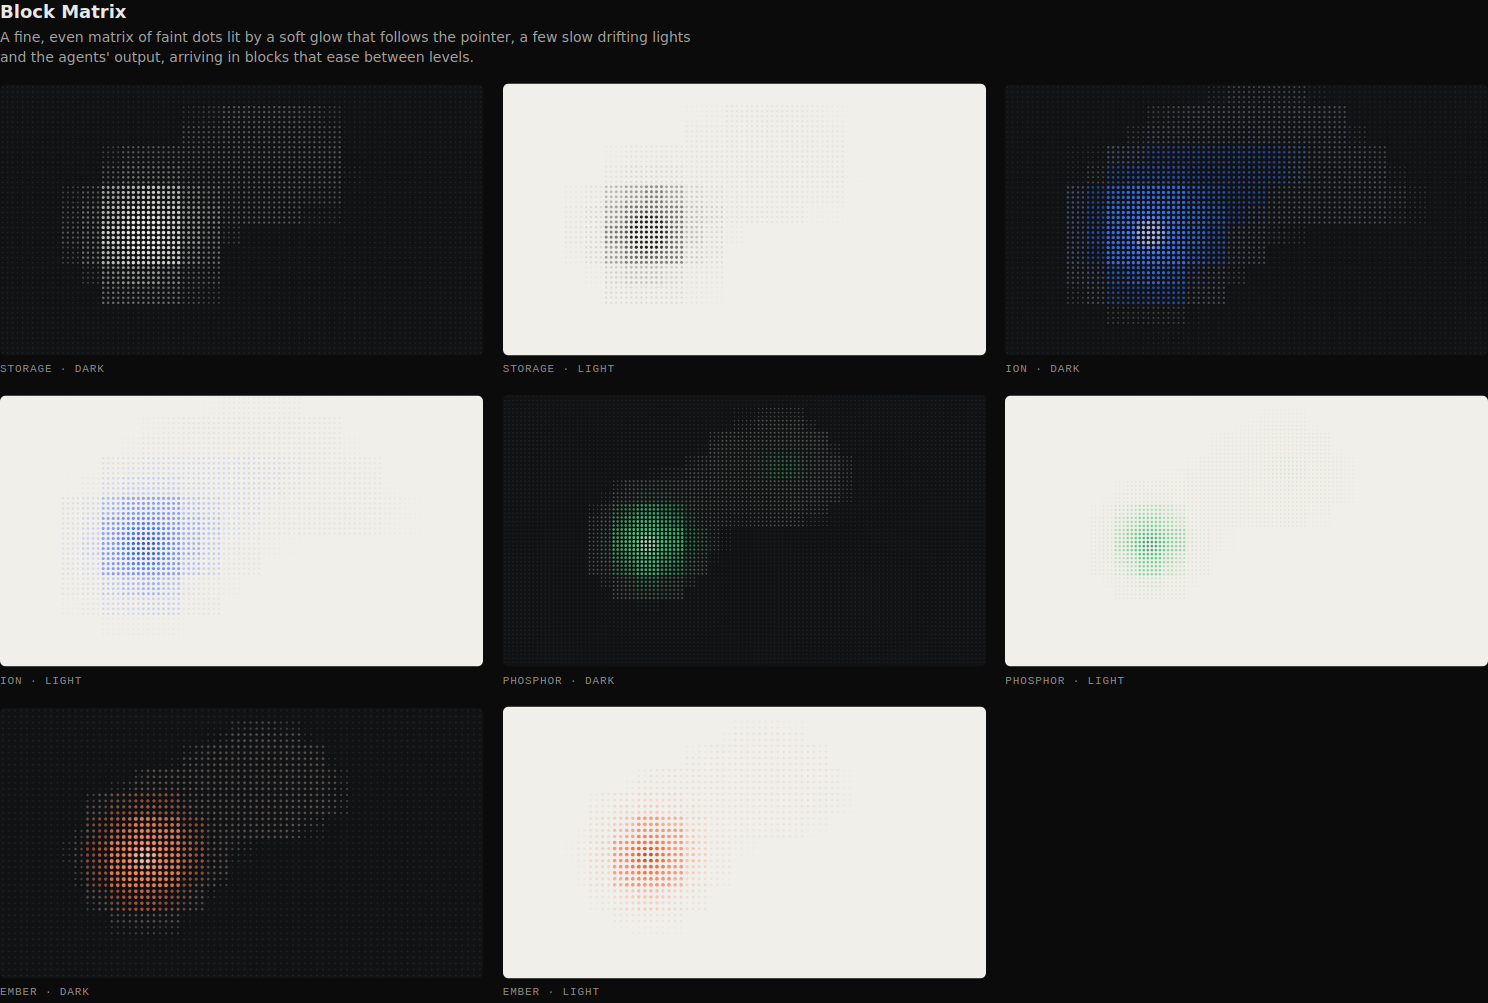 Block Matrix
A fine, even matrix of faint dots lit by a soft glow that follows the pointer, a few slow drifting lights
and the agents' output, arriving in blocks that ease between levels.
STORAGE · DARK
STORAGE · LIGHT
ION · DARK
ION · LIGHT
PHOSPHOR · DARK
PHOSPHOR · LIGHT
EMBER · DARK
EMBER · LIGHT